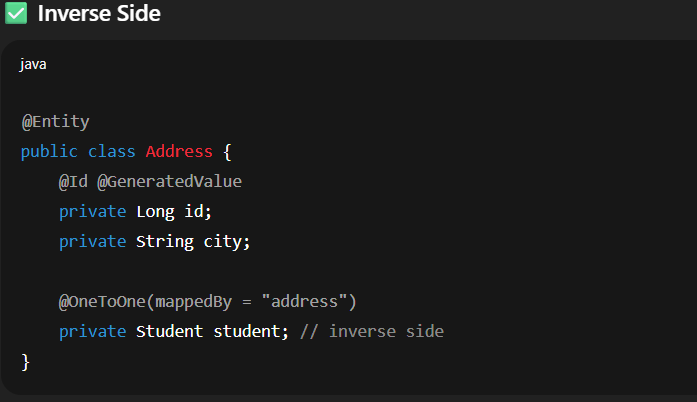 ✅ Inverse Side
java
@Entity
public class Address {
    @Id @GeneratedValue
    private Long id;
    private String city;
    @OneToOne(mappedBy = "address")
    private Student student; // inverse side
}